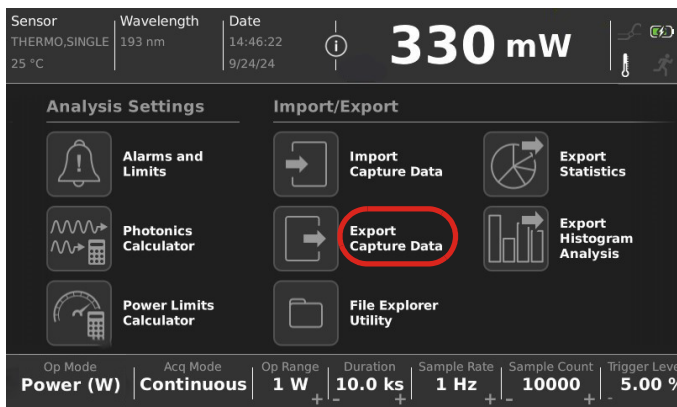 Sensor
THERMO,SINGLE
25 °C
Wavelength
193 nm
Date
14:46:22
9/24/24
330 mW
Analysis Settings
Import/Export
Alarms and
Limits
Import
Capture Data
Export
Statistics
Photonics
Calculator
Export
Capture Data
Export
Histogram
Analysis
Power Limits
Calculator
File Explorer
Utility
Op Mode
Power (W)
Acq Mode
Continuous
Op Range
1 W
+
Duration
10.0 ks
- +
Sample Rate
1 Hz
+
Sample Count
10000
- +
Trigger Leve
5.00 %
-